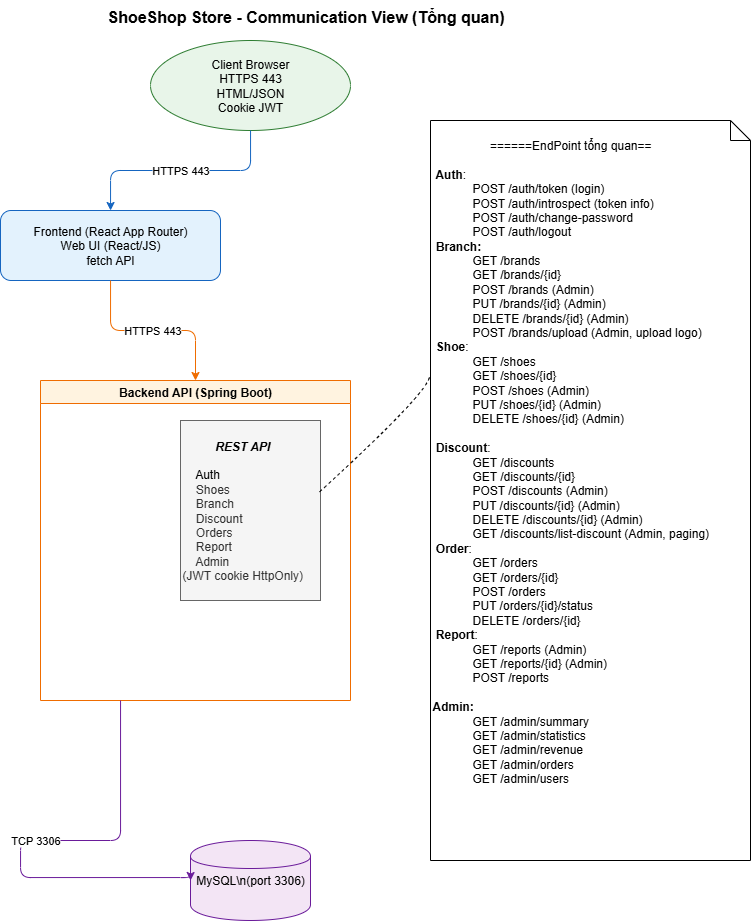 ShoeShop Store - Communication View (Tổng quan)
Client Browser
HTTPS 443
HTML/JSON
Cookie JWT
HTTPS 443
Frontend (React App Router)
Web UI (React/JS)
fetch API
HTTPS 443
Backend API (Spring Boot)
REST API
Auth
Shoes
Branch
Discount
Orders
Report
Admin
(JWT cookie HttpOnly)
TCP 3306
MySQL\n(port 3306)
======EndPoint tổng quan==
Auth:
POST /auth/token (login)
POST /auth/introspect (token info)
POST /auth/change-password
POST /auth/logout
Branch:
GET /brands
GET /brands/{id}
POST /brands (Admin)
PUT /brands/{id} (Admin)
DELETE /brands/{id} (Admin)
POST /brands/upload (Admin, upload logo)
Shoe:
GET /shoes
GET /shoes/{id}
POST /shoes (Admin)
PUT /shoes/{id} (Admin)
DELETE /shoes/{id} (Admin)
Discount:
GET /discounts
GET /discounts/{id}
POST /discounts (Admin)
PUT /discounts/{id} (Admin)
DELETE /discounts/{id} (Admin)
GET /discounts/list-discount (Admin, paging)
Order:
GET /orders
GET /orders/{id}
POST /orders
PUT /orders/{id}/status
DELETE /orders/{id}
Report:
GET /reports (Admin)
GET /reports/{id} (Admin)
POST /reports
Admin:
GET /admin/summary
GET /admin/statistics
GET /admin/revenue
GET /admin/orders
GET /admin/users